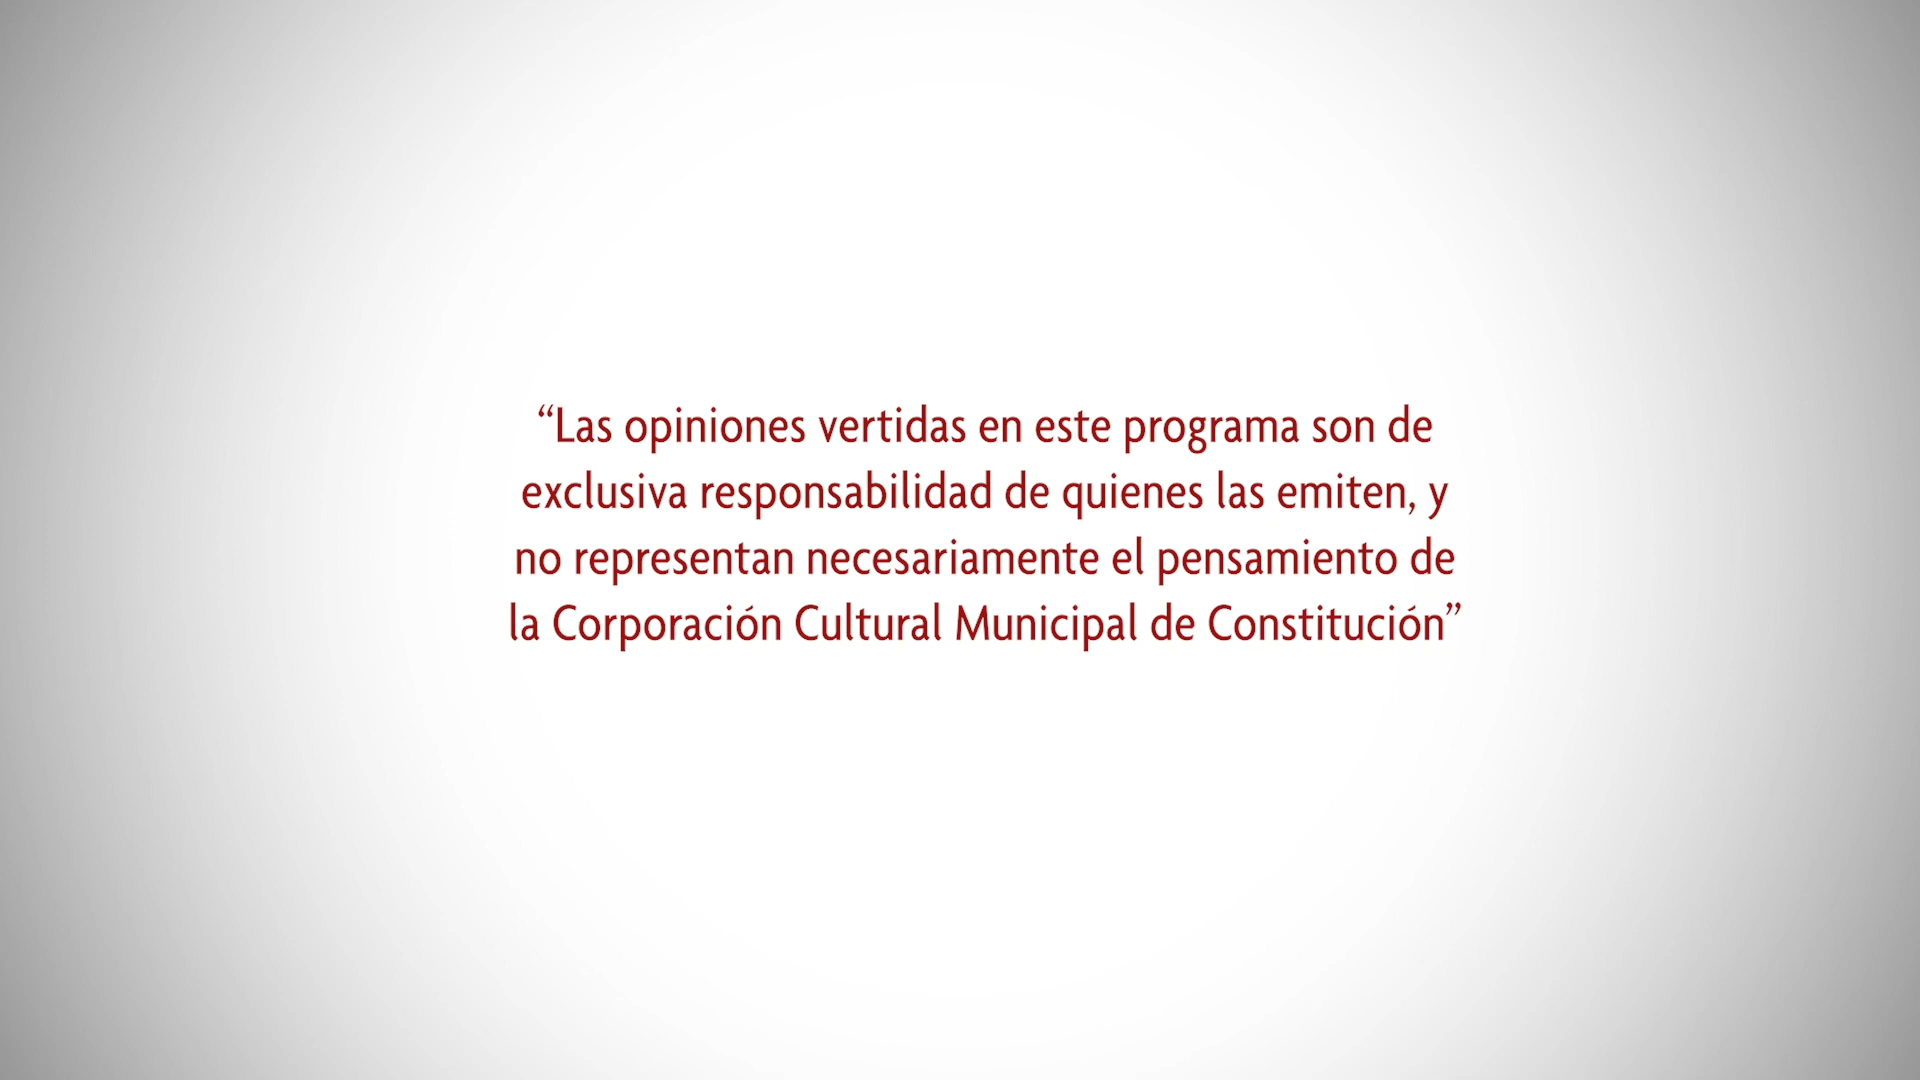 “Las opiniones vertidas en este programa son de
exclusiva responsabilidad de quienes las emiten, y
no representan necesariamente el pensamiento de
la Corporación Cultural Municipal de Constitución”